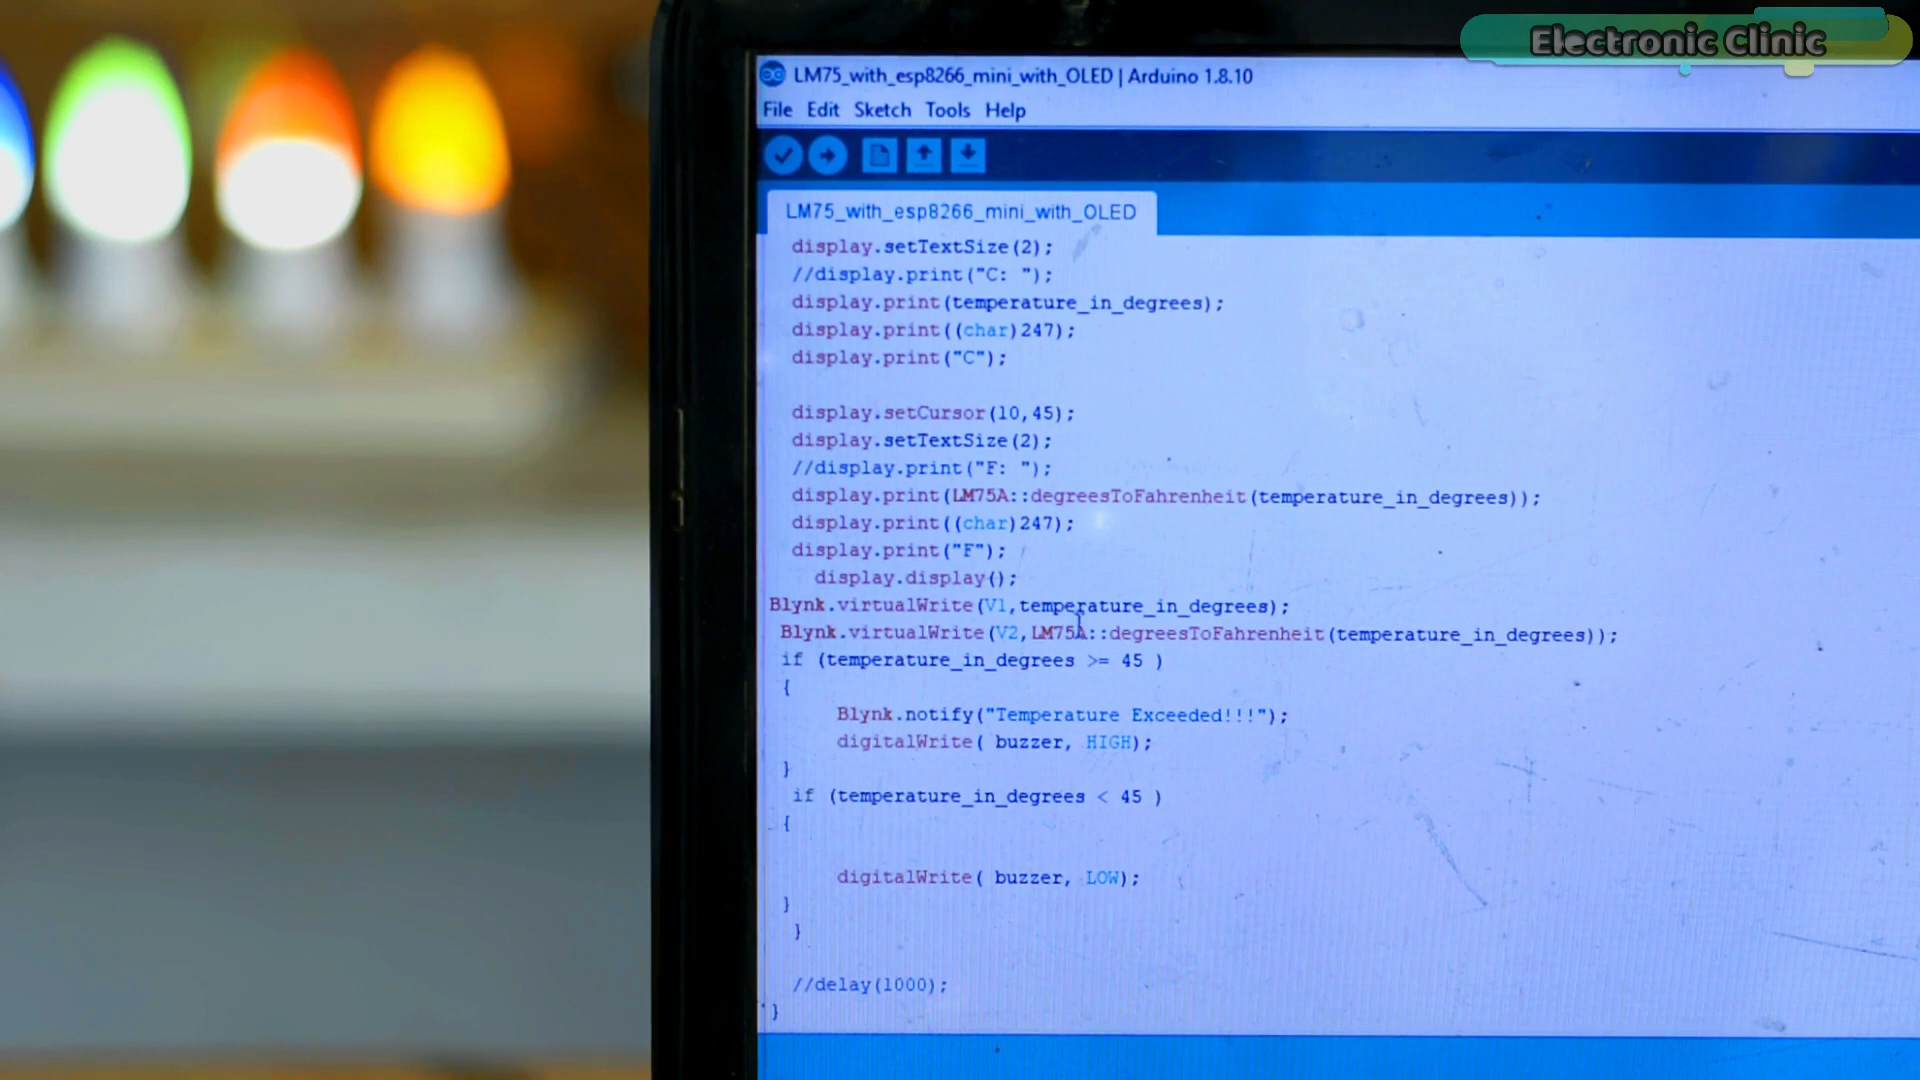 Electronic Clinic
LM75_with_esp8266_mini_with_OLED | Arduino 1.8.10
File Edit Sketch Tools Help
LM75_with_esp8266_mini_with_OLED
display.setTextSize(2);
//display.print("C: ");
display.print(temperature_in_degrees);
display.print((char)247);
display.print("C");
display.setCursor(10,45);
display.setTextSize(2);
//display.print("F: ");
display.print(LM75A::degreesToFahrenheit(temperature_in_degrees));
display.print((char)247);
display.print("F");
display.display();
Blynk.virtualWrite(V1,temperature_in_degrees);
Blynk.virtualWrite(V2,LM75A::degreesToFahrenheit(temperature_in_degrees));
if (temperature_in_degrees >= 45 )
{
Blynk.notify("Temperature Exceeded!!!");
digitalWrite( buzzer, HIGH);
}
if (temperature_in_degrees < 45 )
{
digitalWrite( buzzer, LOW);
}
}
//delay(1000);
}